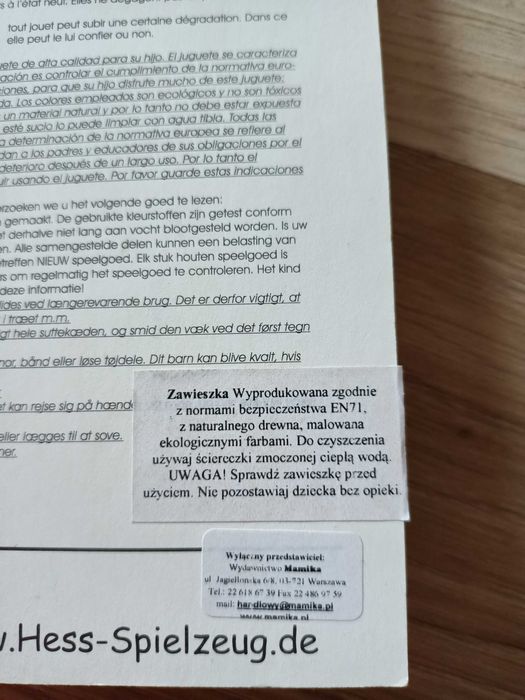 s à l'état neuf. Elles ne dégagent
tout jouet peut subir une certaine dégradation. Dans ce
elle peut le lui confier ou non.
uete de alta calidad para su hijo. El juguete se caracteriza
ación es controlar el cumplimiento de la normativa euro-
ciones, para que su hijo disfrute mucho de este juguete:
da. Los colores empleados son ecológicos y no son tóxicos
un material natural y por lo tanto no debe estar expuesta
esté sucio lo puede limpiar con agua tibia. Todas las
a determinación de la normativa europea se refiere al
dan a los padres y educadores de sus obligaciones por el
deterioro después de un largo uso. Por lo tanto el
uir usando el juguete. Por favor guarde estas indicaciones
erzoeken we u het volgende goed te lezen:
n gemaakt. De gebruikte kleurstoffen zijn getest conform
t derhalve niet lang aan vocht blootgesteld worden. Is uw
en. Alle samengestelde delen kunnen een belasting van
treffen NIEUW speelgoed. Elk stuk houten speelgoed is
rs om regelmatig het speelgoed te controleren. Het kind
deze informatie!
lides ved længerevarende brug. Det er derfor vigtigt, at
i træet m.m.
gt hele suttekæden, og smid den væk ved det først tegn
nor, bånd eller løse tøjdele. Dit barn kan blive kvalt, hvis
et kan rejse sig på hænde
eller lægges til at sove.
ner.
Zawieszka Wyprodukowana zgodnie
z normami bezpieczeństwa EN71,
z naturalnego drewna, malowana
ekologicznymi farbami. Do czyszczenia
używaj ściereczki zmoczonej ciepłą wodą.
UWAGA! Sprawdź zawieszkę przed
użyciem. Nie pozostawiaj dziecka bez opieki.
Wyłączny przedstawiciel:
Wydawnictwo Mamika
ul Jagiellońska 6/8, 03-721 Warszawa
Tel.: 22 618 67 39 Fax 22 486 97 59
mail: handlowy@mamika.pl
www.mamika.pl
w.Hess-Spielzeug.de